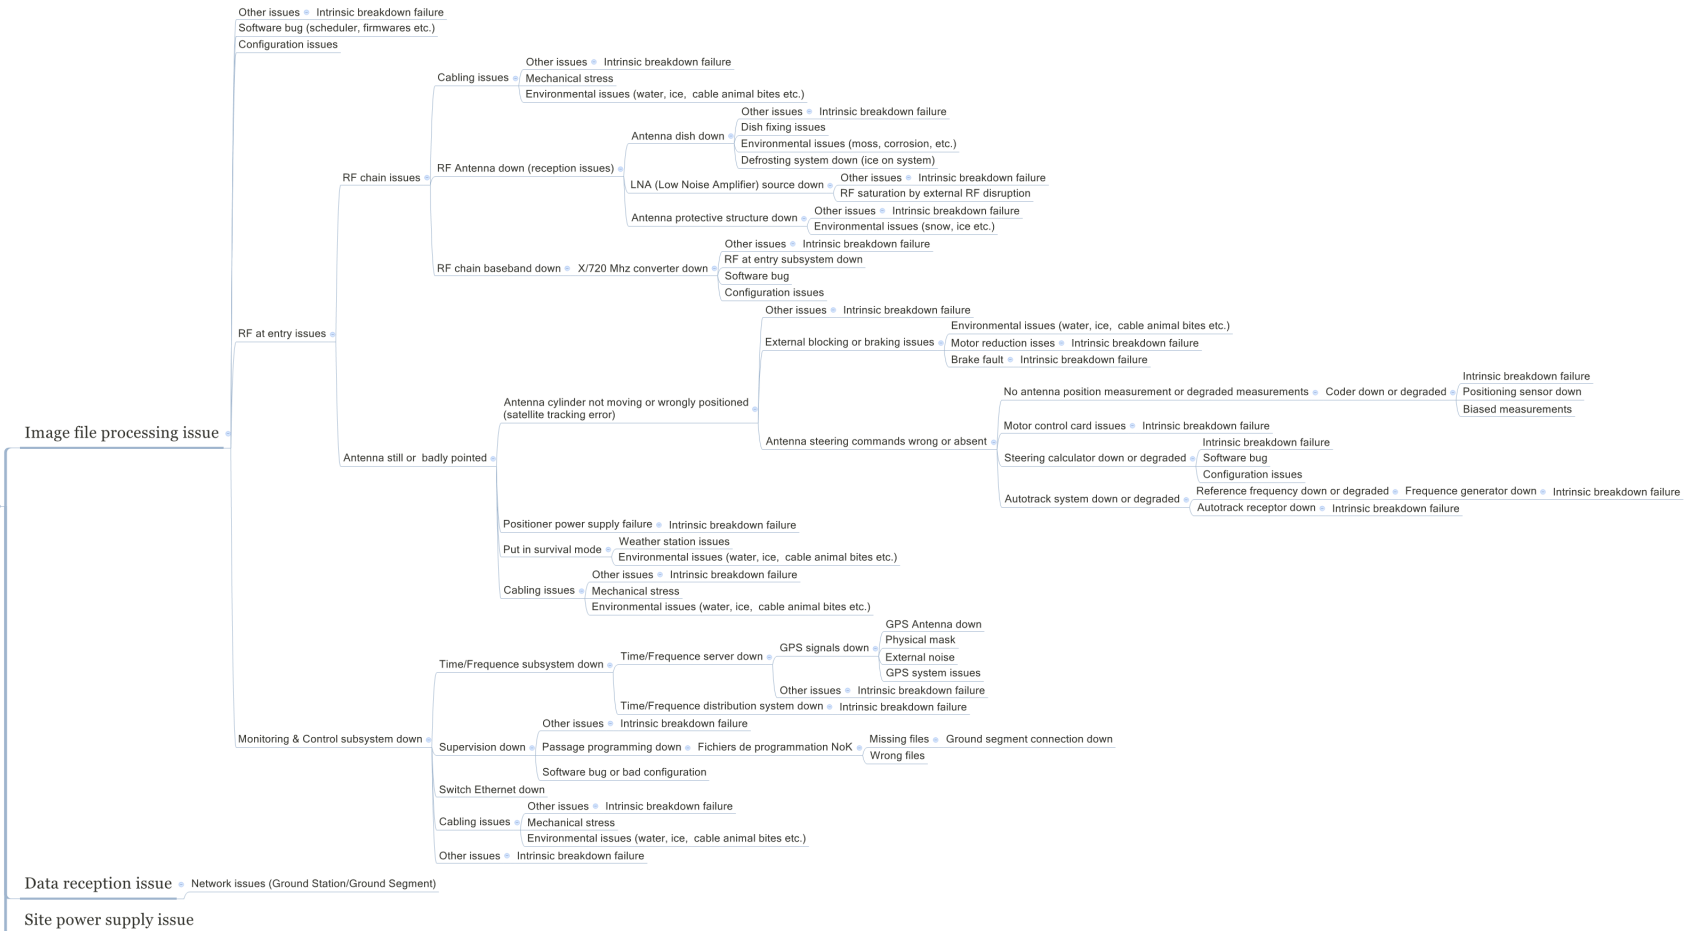 Other issues Intrinsic breakdown failure
Software bug (scheduler, firmwares etc.)
Configuration issues
Other issues Intrinsic breakdown failure
Cabling issues Mechanical stress
Environmental issues (water, ice, cable animal bites etc.)
Other issues Intrinsic breakdown failure
Dish fixing issues
Antenna dish down Environmental issues (moss, corrosion, etc.)
Defrosting system down (ice on system)
RF Antenna down (reception issues)
RF chain issues
Other issues Intrinsic breakdown failure
LNA (Low Noise Amplifier) source down RF saturation by external RF disruption
Other issues Intrinsic breakdown failure
Antenna protective structure down Environmental issues (snow, ice etc.)
Other issues Intrinsic breakdown failure
RF at entry subsystem down
RF chain baseband down X/720 Mhz converter down
Software bug
Configuration issues
Other issues Intrinsic breakdown failure
Environmental issues (water, ice, cable animal bites etc.)
RF at entry issues
External blocking or braking issues Motor reduction isses Intrinsic breakdown failure
Brake fault Intrinsic breakdown failure
Intrinsic breakdown failure
No antenna position measurement or degraded measurements Coder down or degraded Positioning sensor down
Biased measurements
Antenna cylinder not moving or wrongly positioned
(satellite tracking error)
Motor control card issues Intrinsic breakdown failure
Image file processing issue
Antenna steering commands wrong or absent
Intrinsic breakdown failure
Antenna still or badly pointed
Steering calculator down or degraded Software bug
Configuration issues
Reference frequency down or degraded Frequence generator down Intrinsic breakdown failure
Autotrack system down or degraded
Autotrack receptor down Intrinsic breakdown failure
Positioner power supply failure Intrinsic breakdown failure
Weather station issues
Put in survival mode
Environmental issues (water, ice, cable animal bites etc.)
Other issues Intrinsic breakdown failure
Cabling issues Mechanical stress
Environmental issues (water, ice, cable animal bites etc.)
GPS Antenna down
Physical mask
GPS signals down
External noise
Time/Frequence subsystem down Time/Frequence server down
GPS system issues
Other issues Intrinsic breakdown failure
Time/Frequence distribution system down Intrinsic breakdown failure
Other issues Intrinsic breakdown failure
Monitoring & Control subsystem down
Missing files Ground segment connection down
Supervision down Passage programming down Fichiers de programmation NoK
Wrong files
Software bug or bad configuration
Switch Ethernet down
Other issues Intrinsic breakdown failure
Cabling issues Mechanical stress
Environmental issues (water, ice, cable animal bites etc.)
Other issues Intrinsic breakdown failure
Data reception issue Network issues (Ground Station/Ground Segment)
Site power supply issue